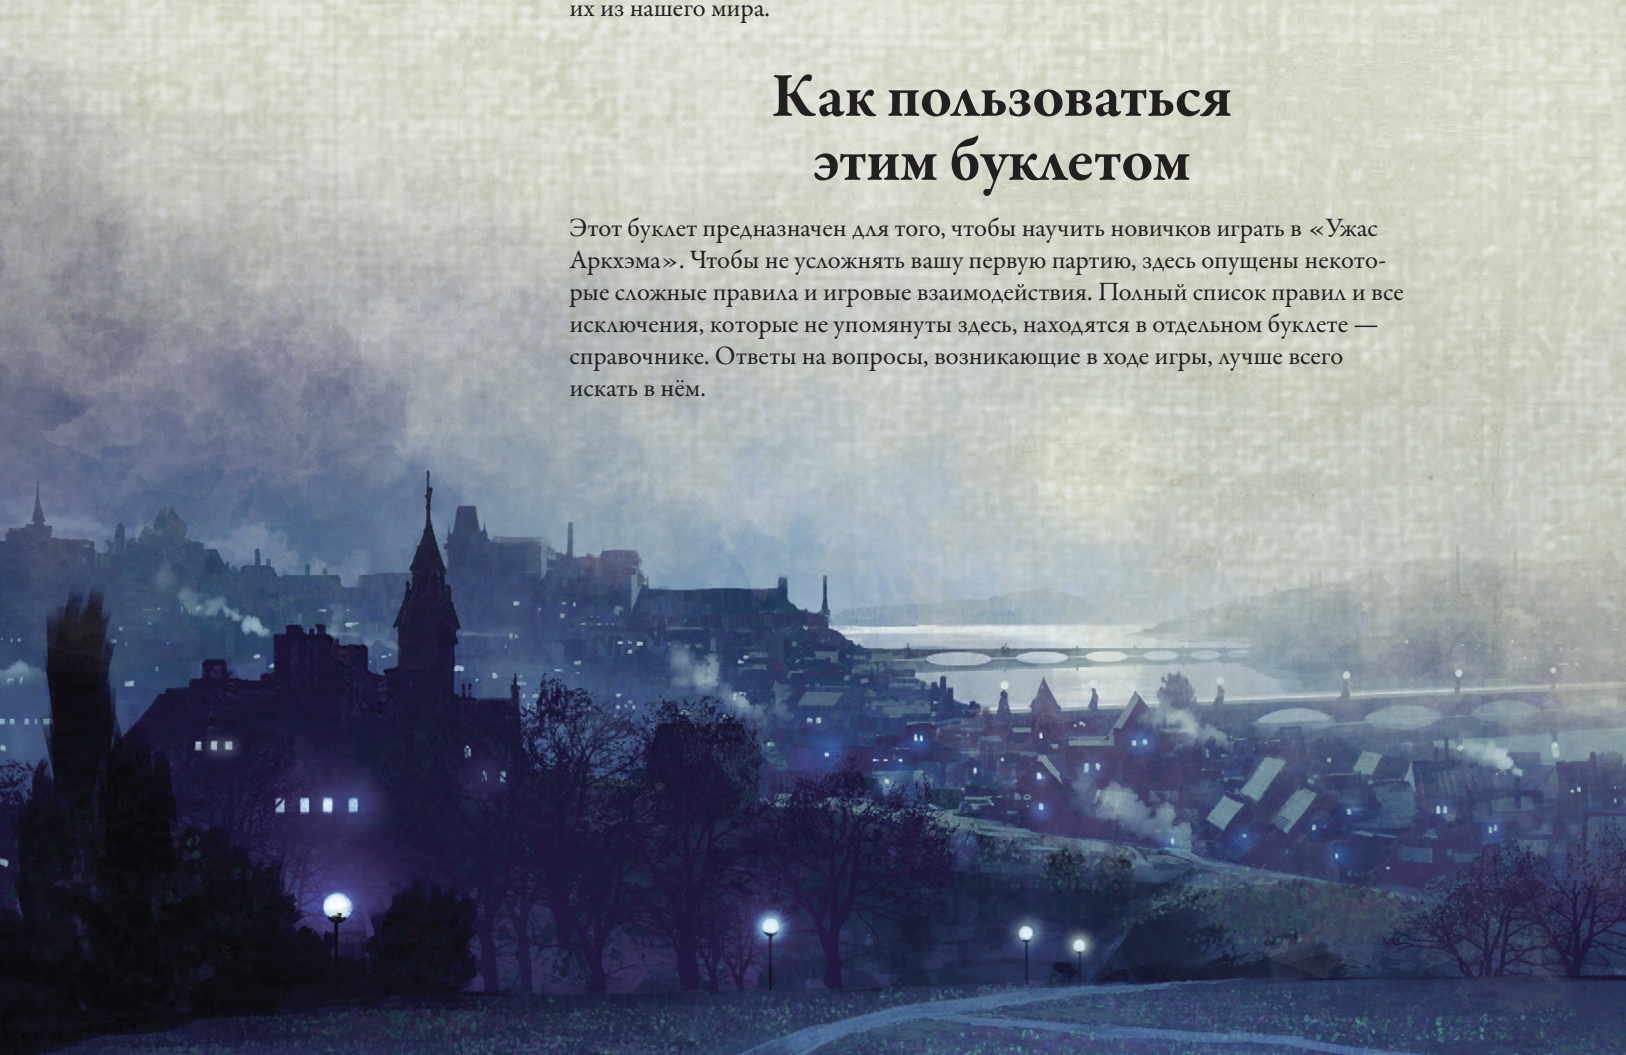 их из нашего мира.
Как пользоваться
этим буклетом
Этот буклет предназначен для того, чтобы научить новичков играть в «Ужас
Аркхэма». Чтобы не усложнять вашу первую партию, здесь опущены некото-
рые сложные правила и игровые взаимодействия. Полный список правил и все
исключения, которые не упомянуты здесь, находятся в отдельном буклете —
справочнике. Ответы на вопросы, возникающие в ходе игры, лучше всего
искать в нём.